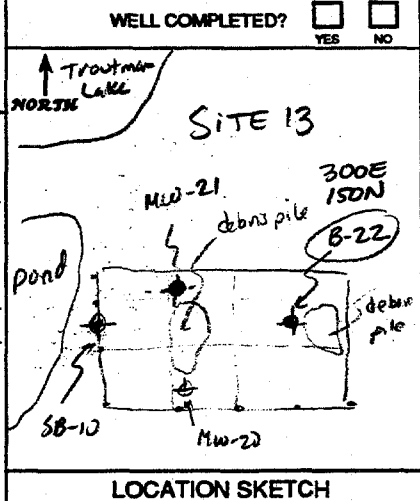 WELL COMPLETED?
YES NO
Troutman
Lake
NORTH
SiTE 13
300E
150N
MW-21
debris pile
B-22
pond
debris
pile
SB-10
MW-20
LOCATION SKETCH